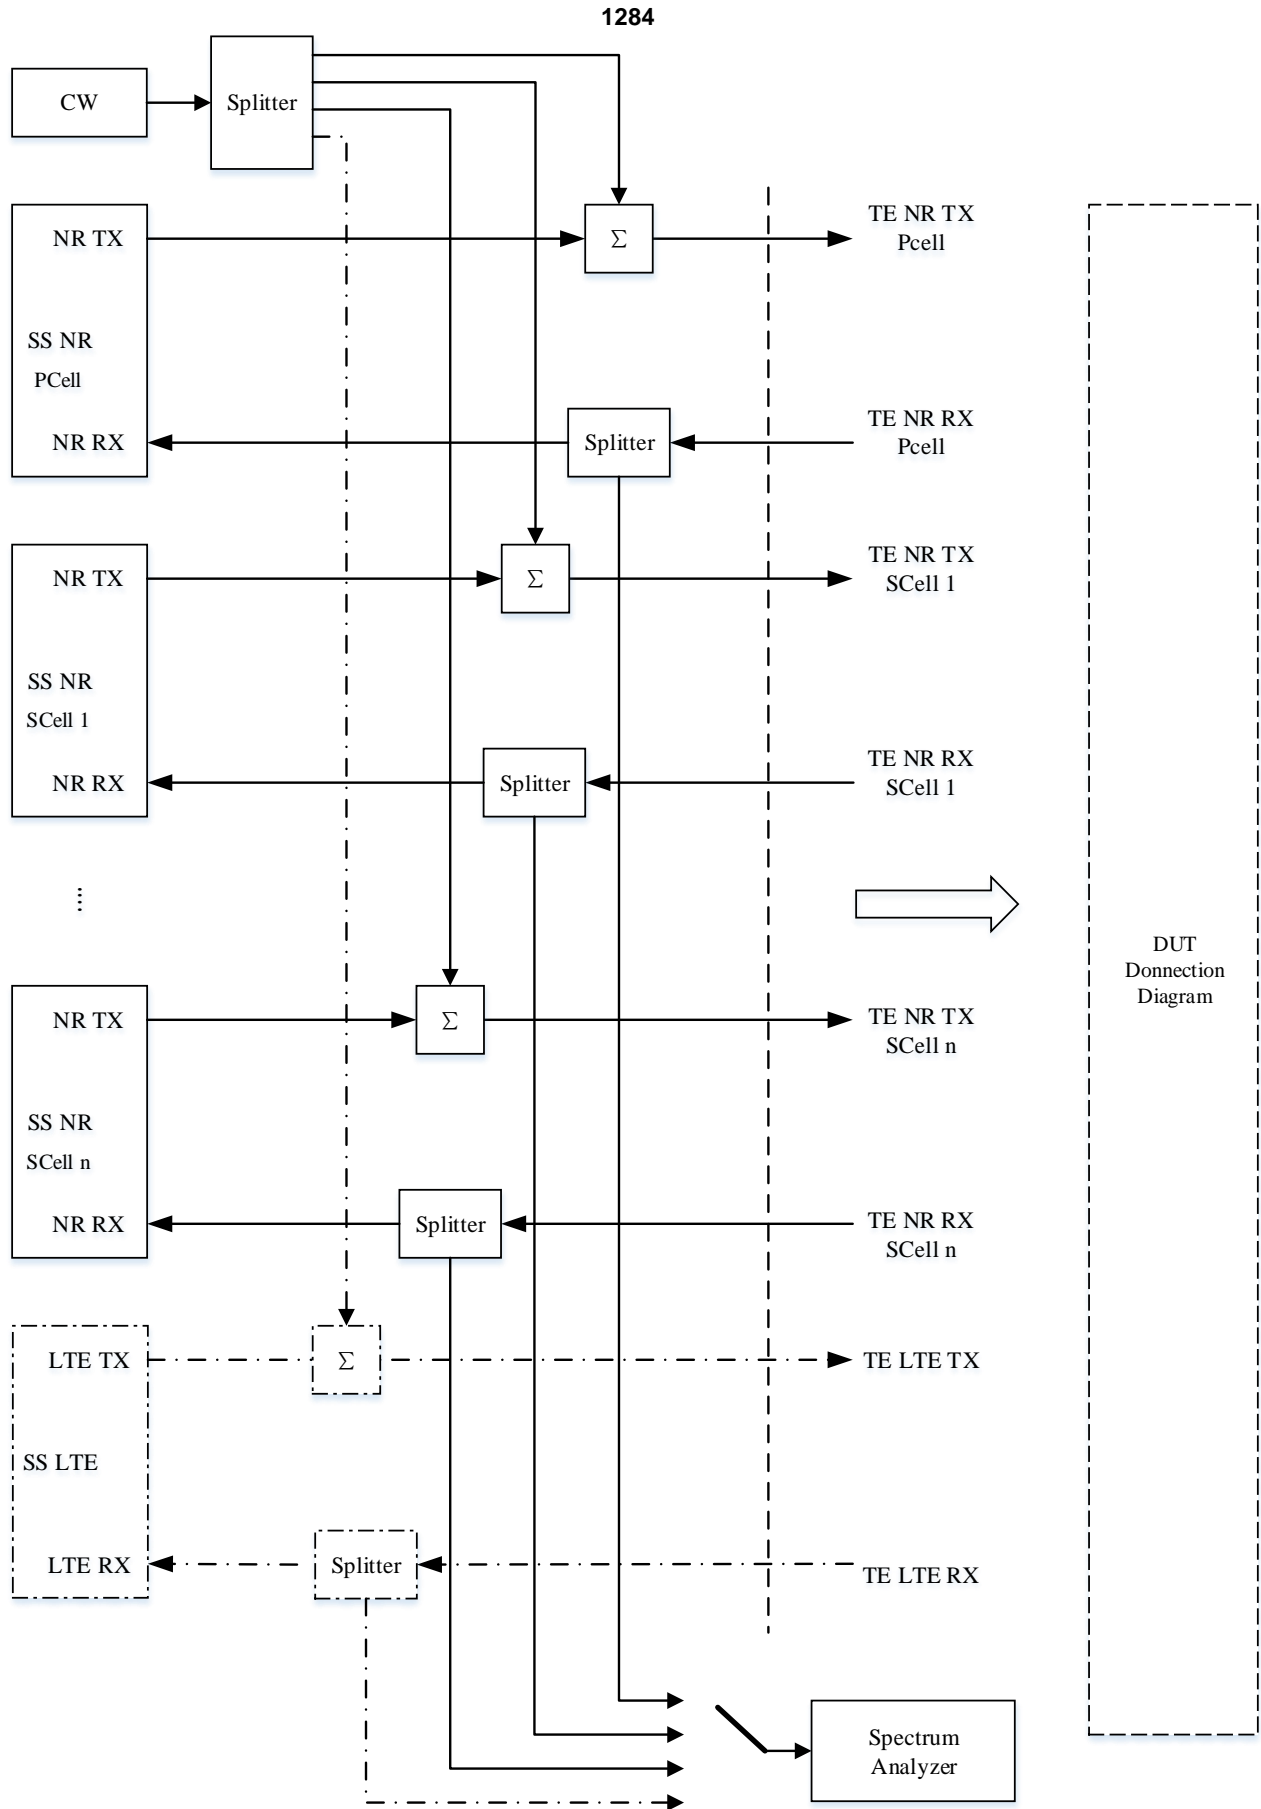 1284
CW
Splitter
NR TX
Σ
TE NR TX
Pcell
SS NR
PCell
NR RX
Splitter
TE NR RX
Pcell
NR TX
Σ
TE NR TX
SCell 1
SS NR
SCell 1
NR RX
Splitter
TE NR RX
SCell 1
DUT
Donnection
Diagram
NR TX
Σ
TE NR TX
SCell n
SS NR
SCell n
NR RX
Splitter
TE NR RX
SCell n
LTE TX
Σ
TE LTE TX
SS LTE
LTE RX
Splitter
TE LTE RX
Spectrum
Analyzer